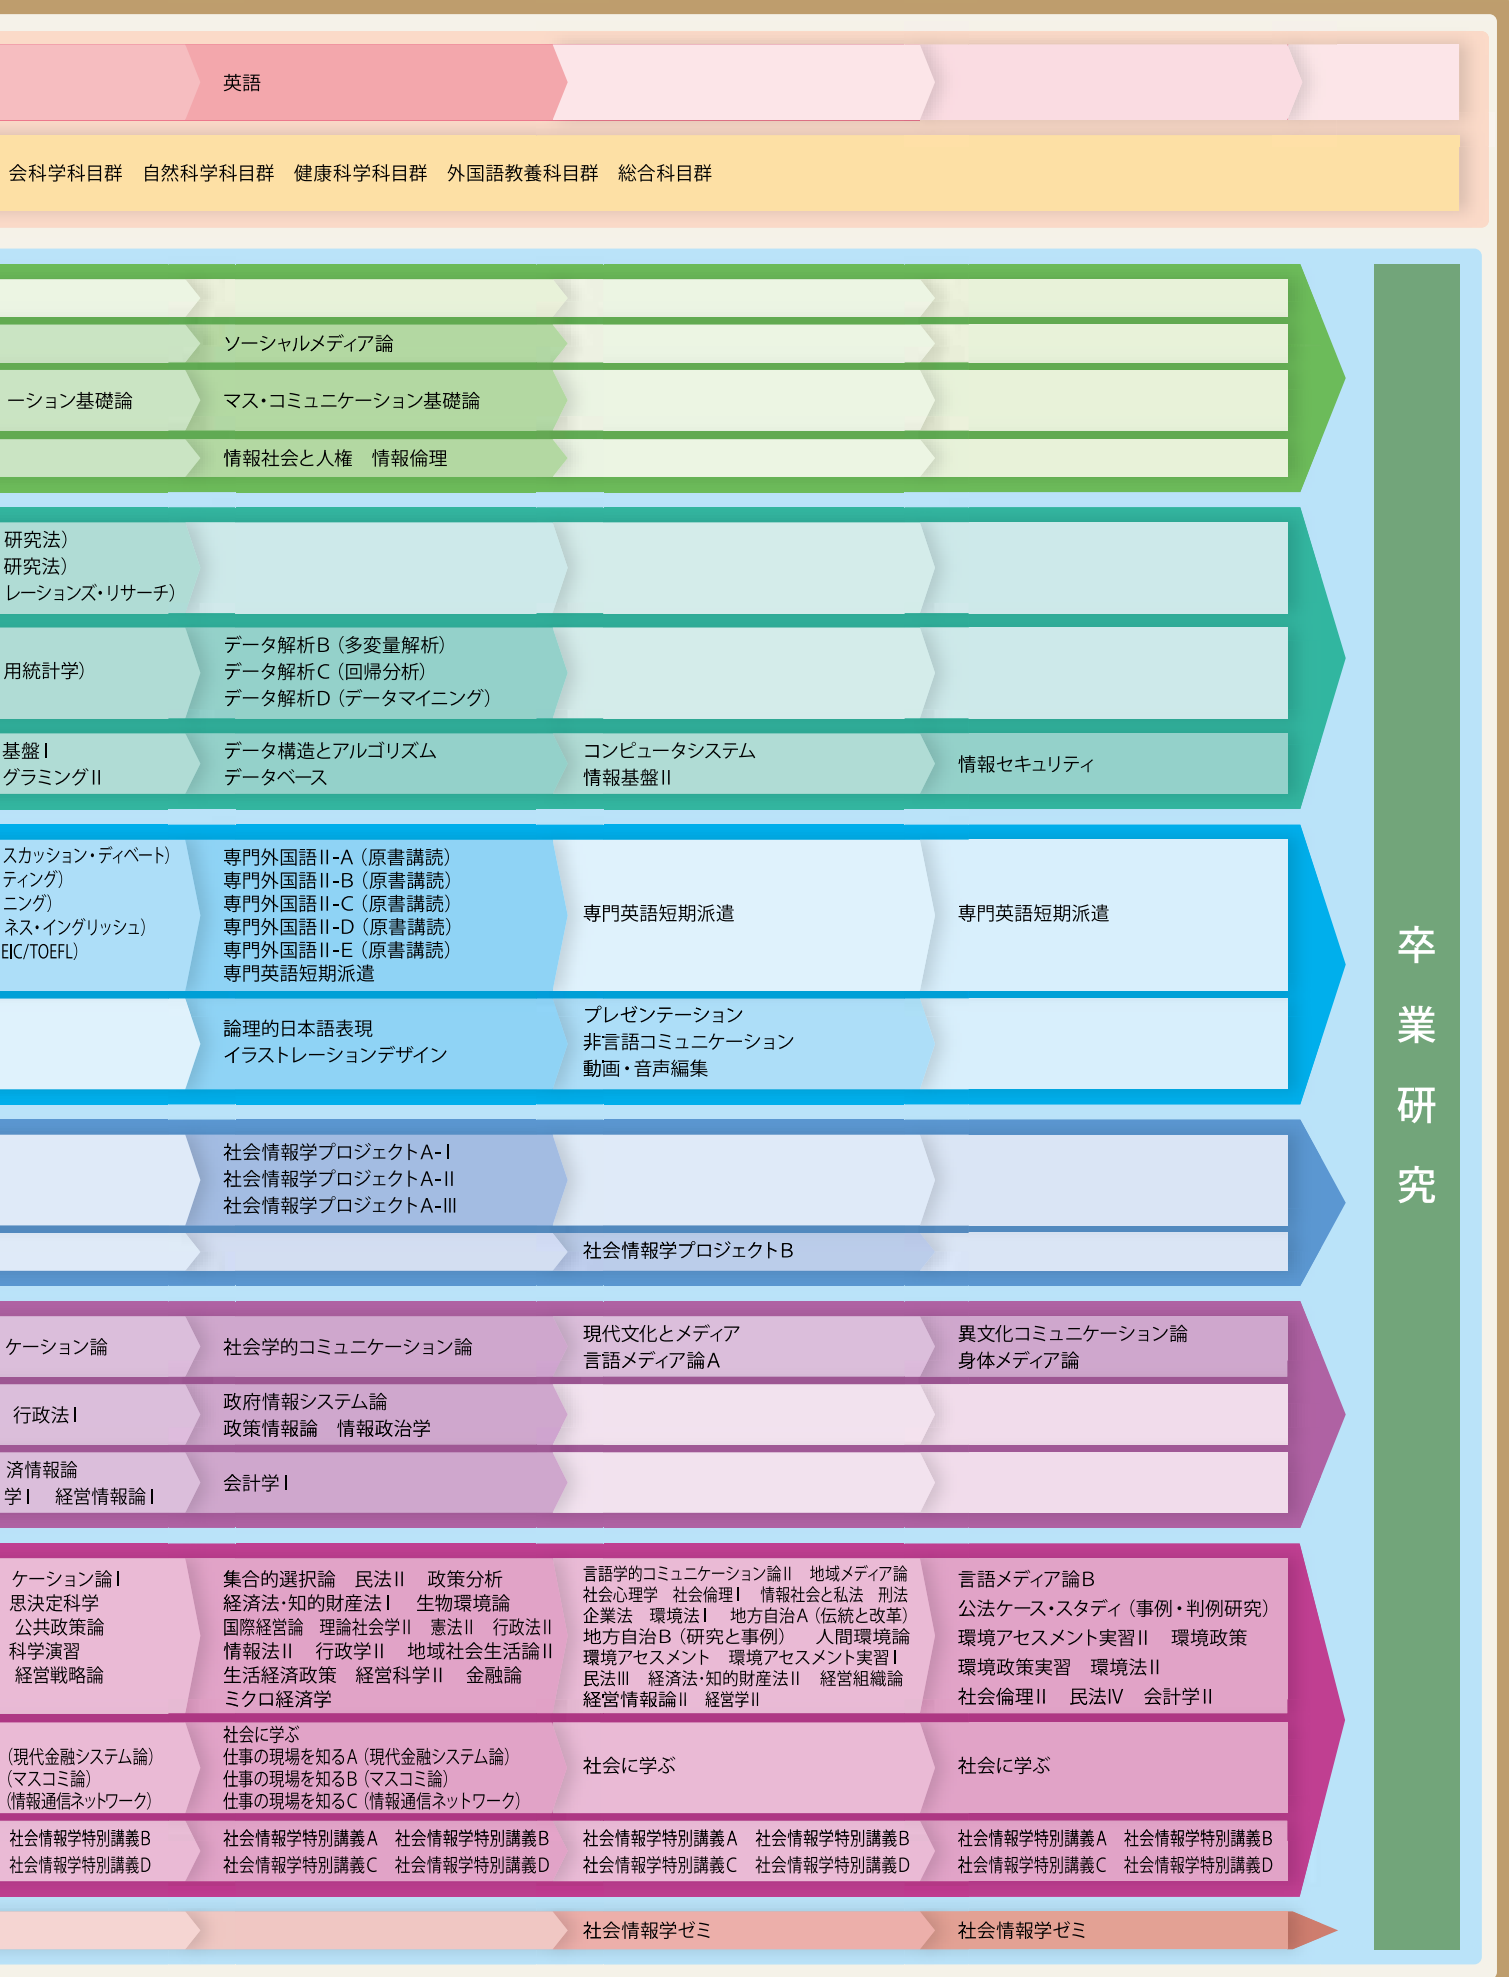 英語
会科学科目群　自然科学科目群　健康科学科目群　外国語教養科目群　総合科目群
ソーシャルメディア論
ーション基礎論
マス・コミュニケーション基礎論
情報社会と人権　情報倫理
研究法）
研究法）
レーションズ・リサーチ）
用統計学）
データ解析B（多変量解析）
データ解析C（回帰分析）
データ解析D（データマイニング）
基盤I
グラミングII
データ構造とアルゴリズム
データベース
コンピュータシステム
情報基盤II
情報セキュリティ
スカッション・ディベート）
ティング）
ニング）
ネス・イングリッシュ）
EIC/TOEFL）
専門外国語II-A（原書講読）
専門外国語II-B（原書講読）
専門外国語II-C（原書講読）
専門外国語II-D（原書講読）
専門外国語II-E（原書講読）
専門英語短期派遣
専門英語短期派遣
専門英語短期派遣
論理的日本語表現
イラストレーションデザイン
プレゼンテーション
非言語コミュニケーション
動画・音声編集
社会情報学プロジェクトA-I
社会情報学プロジェクトA-II
社会情報学プロジェクトA-III
社会情報学プロジェクトB
ケーション論
社会学的コミュニケーション論
現代文化とメディア
言語メディア論A
異文化コミュニケーション論
身体メディア論
行政法I
政府情報システム論
政策情報論　情報政治学
済情報論
学I　経営情報論I
会計学I
ケーション論I
思決定科学
公共政策論
科学演習
経営戦略論
集合的選択論　民法II　政策分析
経済法・知的財産法I　生物環境論
国際経営論　理論社会学II　憲法II　行政法II
情報法II　行政学II　地域社会生活論II
生活経済政策　経営科学II　金融論
ミクロ経済学
言語学的コミュニケーション論II　地域メディア論
社会心理学　社会倫理I　情報社会と私法　刑法
企業法　環境法I　地方自治A（伝統と改革）
地方自治B（研究と事例）　人間環境論
環境アセスメント　環境アセスメント実習I
民法III　経済法・知的財産法II　経営組織論
経営情報論II　経営学II
言語メディア論B
公法ケース・スタディ（事例・判例研究）
環境アセスメント実習II　環境政策
環境政策実習　環境法II
社会倫理II　民法IV　会計学II
（現代金融システム論）
（マスコミ論）
（情報通信ネットワーク）
社会に学ぶ
仕事の現場を知るA（現代金融システム論）
仕事の現場を知るB（マスコミ論）
仕事の現場を知るC（情報通信ネットワーク）
社会に学ぶ
社会に学ぶ
社会情報学特別講義B
社会情報学特別講義D
社会情報学特別講義A　社会情報学特別講義B
社会情報学特別講義C　社会情報学特別講義D
社会情報学特別講義A　社会情報学特別講義B
社会情報学特別講義C　社会情報学特別講義D
社会情報学特別講義A　社会情報学特別講義B
社会情報学特別講義C　社会情報学特別講義D
社会情報学ゼミ
社会情報学ゼミ
卒業研究